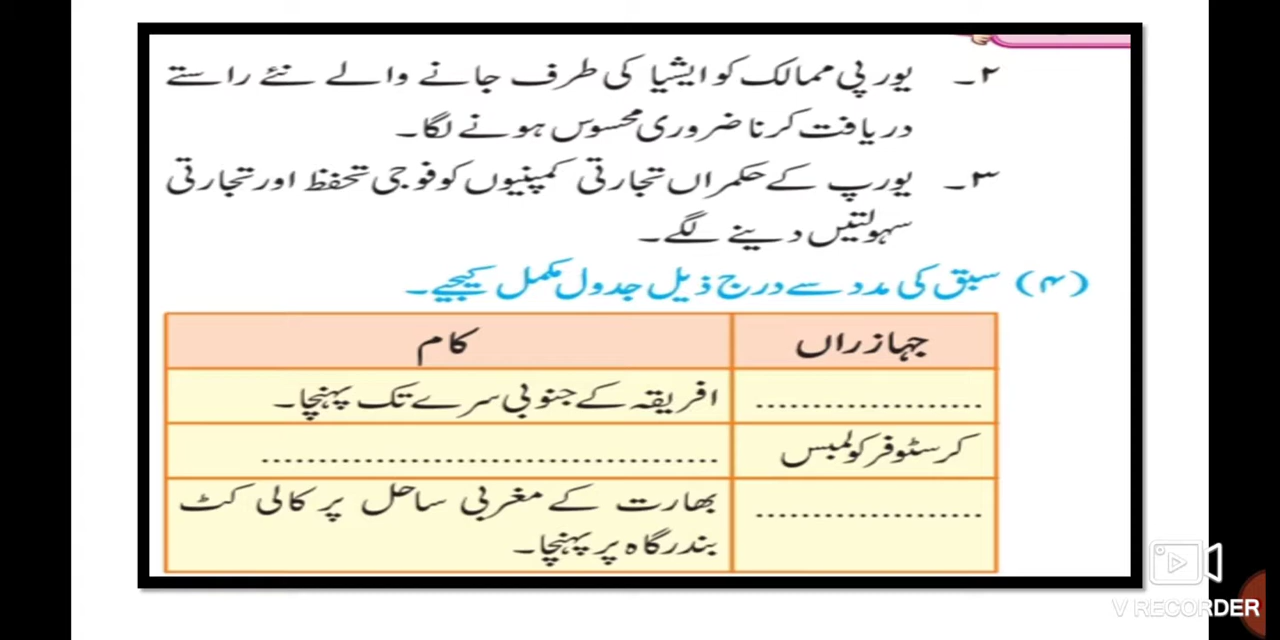 ۲۔ یورپی ممالک کو ایشیا کی طرف جانے والے نئے راستے
دریافت کرنا ضروری محسوس ہونے لگا۔
۳۔ یورپ کے حکمراں تجارتی کمپنیوں کو فوجی تحفظ اور تجارتی
سہولتیں دینے لگے۔
(۴) سبق کی مدد سے درج ذیل جدول مکمل کیجیے۔
جہازراں کام
.................... افریقہ کے جنوبی سرے تک پہنچا۔
کرسٹوفر کولمبس ........................................
.................... بھارت کے مغربی ساحل پر کالی کٹ
بندرگاہ پر پہنچا۔
V RECORDER